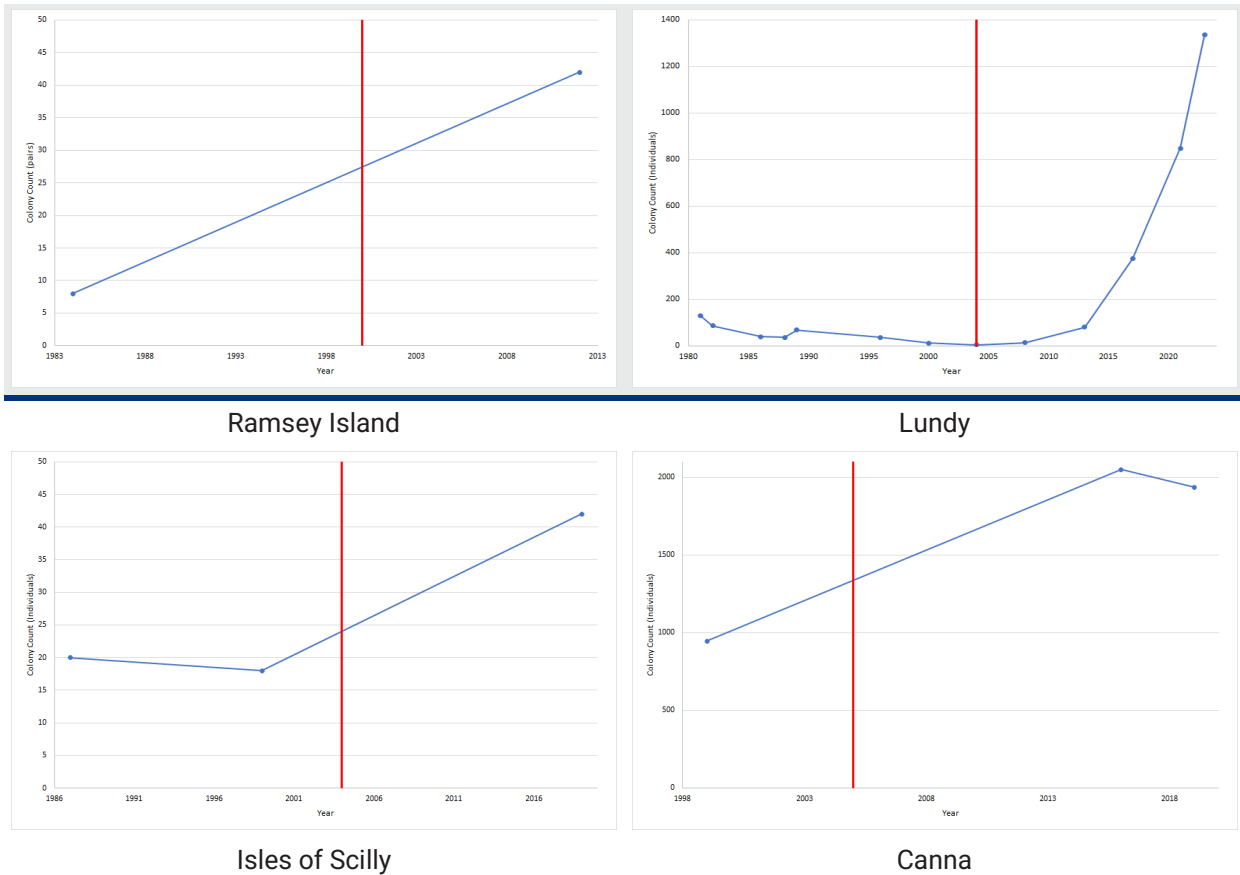 50
45
40
35
30
25
20
15
10
5
0
Colony Count (pairs)
1983 1988 1993 1998 2003 2008 2013
Year
Ramsey Island
1400
1200
1000
800
600
400
200
0
Colony Count (Individuals)
1980 1985 1990 1995 2000 2005 2010 2015 2020
Year
Lundy
50
45
40
35
30
25
20
15
10
5
0
Colony Count (Individuals)
1986 1991 1996 2001 2006 2011 2016
Year
Isles of Scilly
2000
1500
1000
500
0
Colony Count (Individuals)
1998 2003 2008 2013 2018
Year
Canna